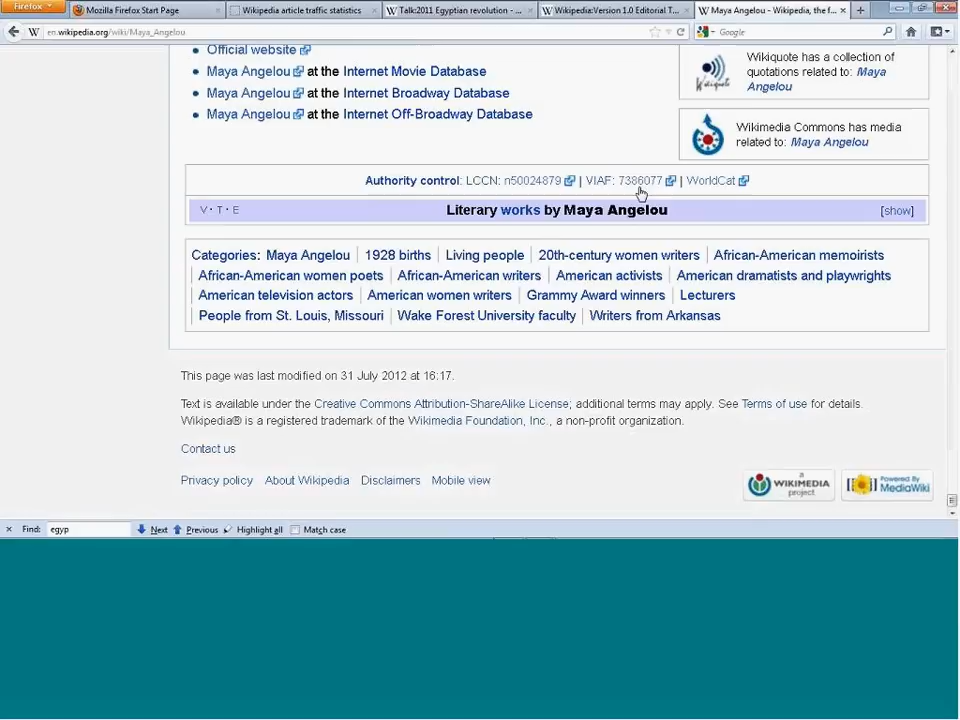 Firefox
Mozilla Firefox Start Page
Wikipedia article traffic statistics
Talk:2011 Egyptian revolution - ...
Wikipedia:Version 1.0 Editorial T...
Maya Angelou - Wikipedia, the f...
en.wikipedia.org/wiki/Maya_Angelou
Google
Official website
Maya Angelou at the Internet Movie Database
Maya Angelou at the Internet Broadway Database
Maya Angelou at the Internet Off-Broadway Database
Wikiquote has a collection of
quotations related to: Maya
Angelou
Wikimedia Commons has media
related to: Maya Angelou
Authority control: LCCN: n50024879 | VIAF: 7386077 | WorldCat
V · T · E Literary works by Maya Angelou [show]
Categories: Maya Angelou | 1928 births | Living people | 20th-century women writers | African-American memoirists
| African-American women poets | African-American writers | American activists | American dramatists and playwrights
| American television actors | American women writers | Grammy Award winners | Lecturers
| People from St. Louis, Missouri | Wake Forest University faculty | Writers from Arkansas
This page was last modified on 31 July 2012 at 16:17.
Text is available under the Creative Commons Attribution-ShareAlike License; additional terms may apply. See Terms of use for details.
Wikipedia® is a registered trademark of the Wikimedia Foundation, Inc., a non-profit organization.
Contact us
Privacy policy About Wikipedia Disclaimers Mobile view
a
WIKIMEDIA
project
Powered By
MediaWiki
Find: egyp Next Previous Highlight all Match case